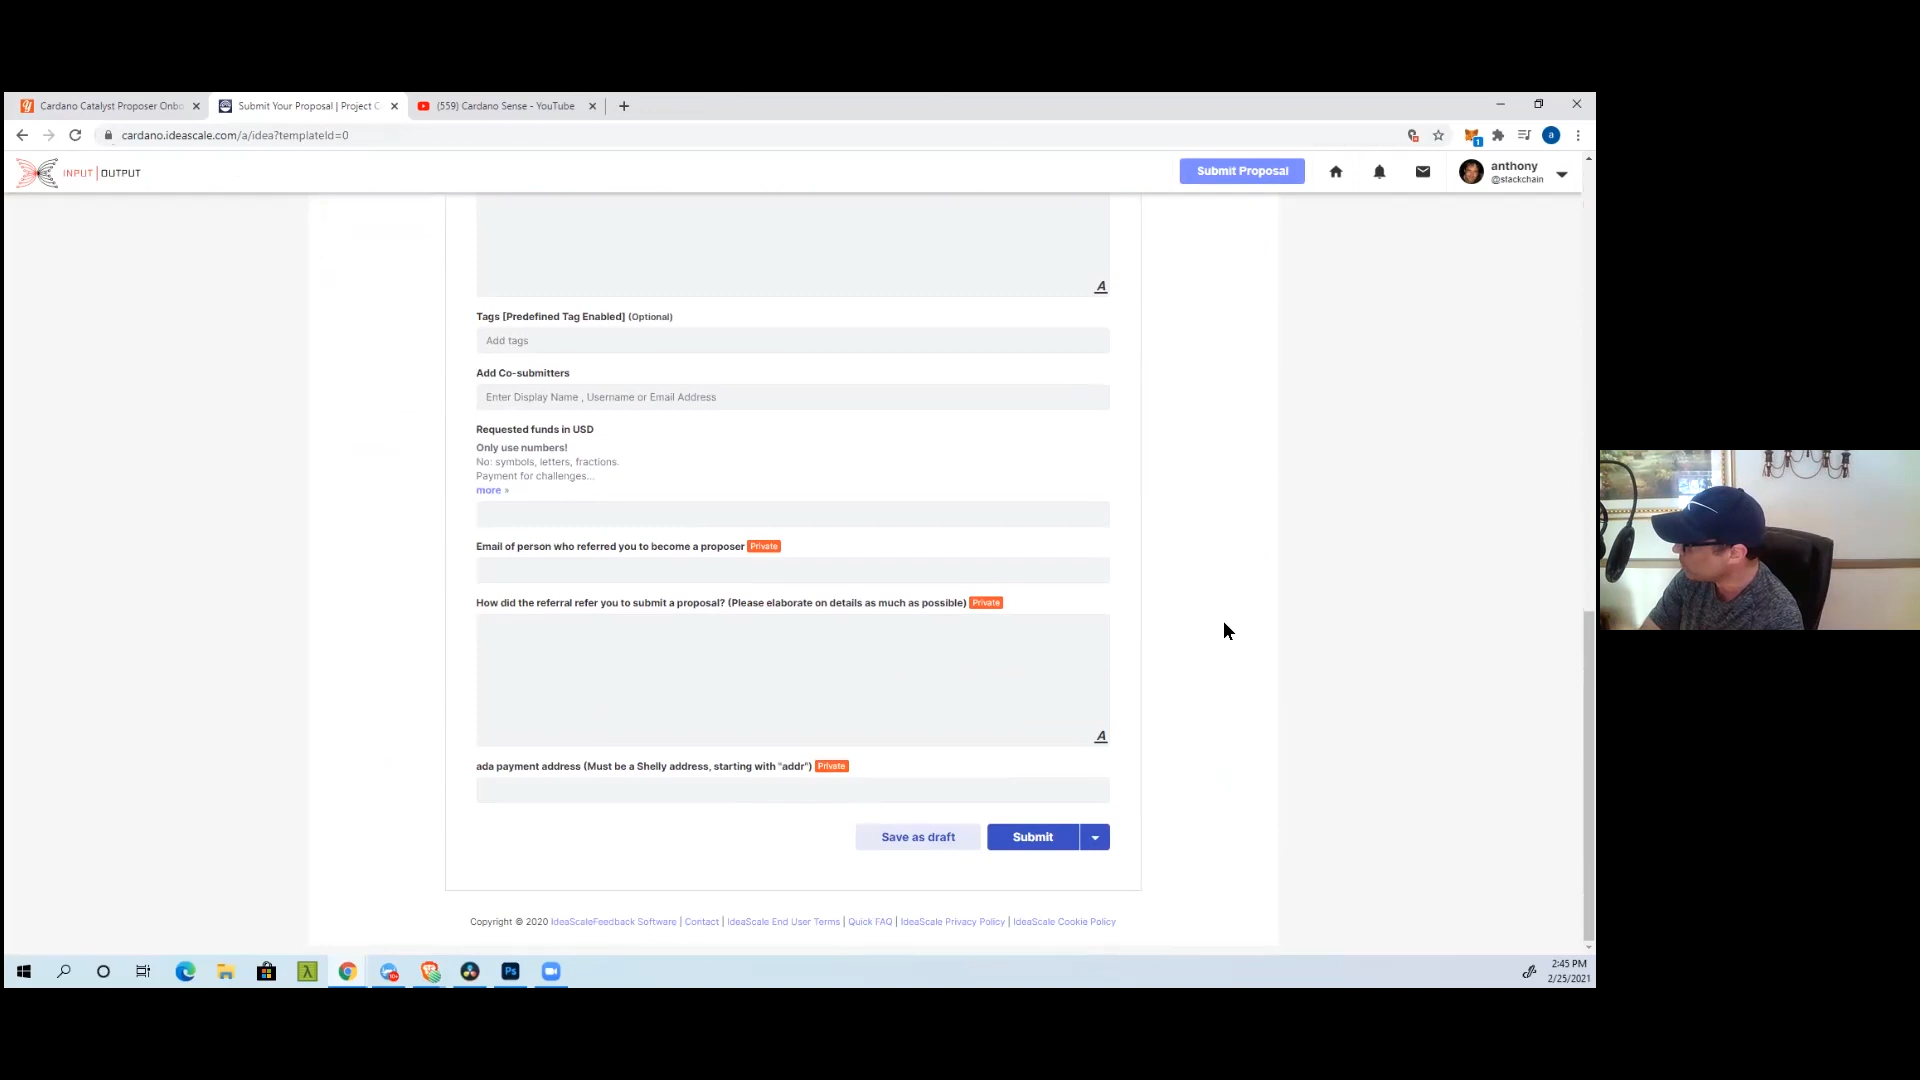 Cardano Catalyst Proposer Onbo
Submit Your Proposal | Project C
(559) Cardano Sense - YouTube
cardano.ideascale.com/a/idea?templateId=0
INPUT | OUTPUT
Submit Proposal
anthony
@stackchain
Tags [Predefined Tag Enabled] (Optional)
Add tags
Add Co-submitters
Enter Display Name , Username or Email Address
Requested funds in USD
Only use numbers!
No: symbols, letters, fractions.
Payment for challenges...
more »
Email of person who referred you to become a proposer Private
How did the referral refer you to submit a proposal? (Please elaborate on details as much as possible) Private
ada payment address (Must be a Shelly address, starting with "addr") Private
Save as draft
Submit
Copyright © 2020 IdeaScaleFeedback Software | Contact | IdeaScale End User Terms | Quick FAQ | IdeaScale Privacy Policy | IdeaScale Cookie Policy
Ps
2:45 PM
2/25/2021